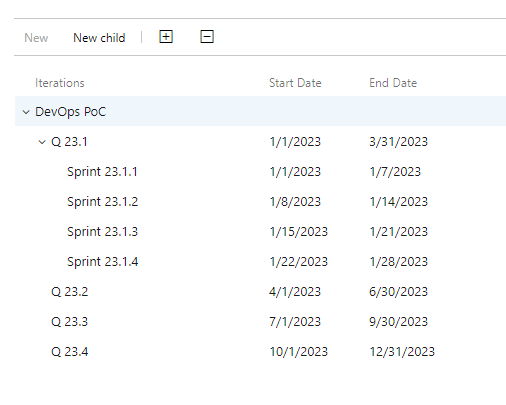 New New child
Iterations Start Date End Date
DevOps PoC
Q 23.1 1/1/2023 3/31/2023
Sprint 23.1.1 1/1/2023 1/7/2023
Sprint 23.1.2 1/8/2023 1/14/2023
Sprint 23.1.3 1/15/2023 1/21/2023
Sprint 23.1.4 1/22/2023 1/28/2023
Q 23.2 4/1/2023 6/30/2023
Q 23.3 7/1/2023 9/30/2023
Q 23.4 10/1/2023 12/31/2023